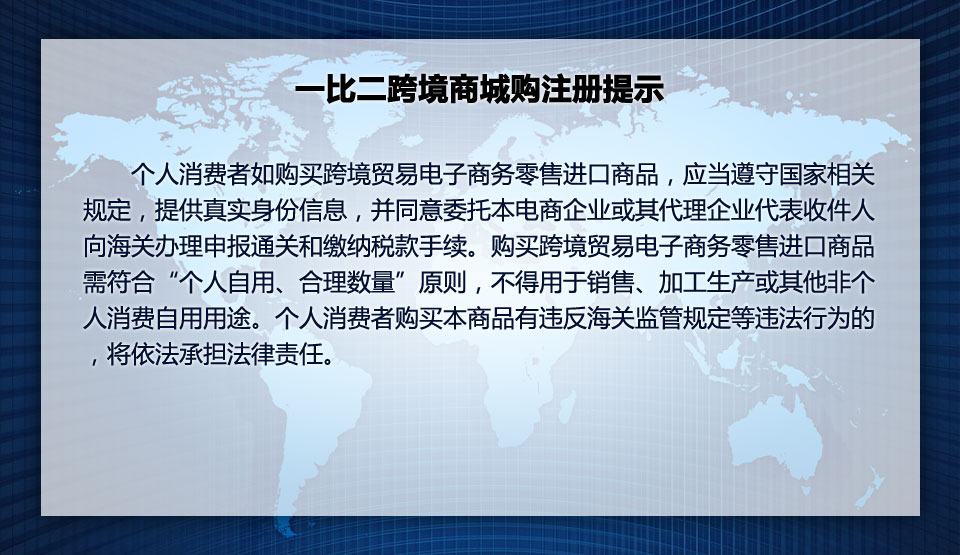 一比二跨境商城购注册提示
个人消费者如购买跨境贸易电子商务零售进口商品，应当遵守国家相关
规定，提供真实身份信息，并同意委托本电商企业或其代理企业代表收件人
向海关办理申报通关和缴纳税款手续。购买跨境贸易电子商务零售进口商品
需符合“个人自用、合理数量”原则，不得用于销售、加工生产或其他非个
人消费自用用途。个人消费者购买本商品有违反海关监管规定等违法行为的
，将依法承担法律责任。